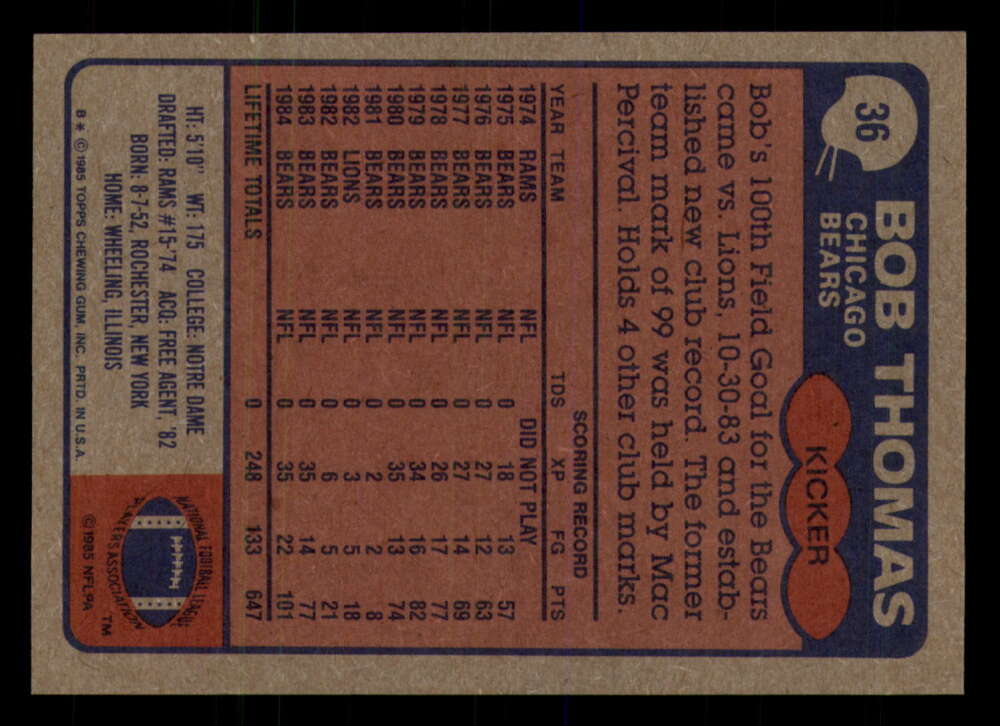 36
BOB THOMAS
CHICAGO
BEARS
KICKER
Bob's 100th Field Goal for the Bears
came vs. Lions, 10-30-83 and estab-
lished new club record. The former
team mark of 99 was held by Mac
Percival. Holds 4 other club marks.
SCORING RECORD
YEAR TEAM TDS XP FG PTS
1974 RAMS NFL DID NOT PLAY
1975 BEARS NFL 0 18 13 57
1976 BEARS NFL 0 27 12 63
1977 BEARS NFL 0 27 14 69
1978 BEARS NFL 0 26 17 77
1979 BEARS NFL 0 34 16 82
1980 BEARS NFL 0 35 13 74
1981 BEARS NFL 0 2 2 8
1982 LIONS NFL 0 3 5 18
1982 BEARS NFL 0 6 5 21
1983 BEARS NFL 0 35 14 77
1984 BEARS NFL 0 35 22 101
LIFETIME TOTALS 0 248 133 647
HT: 5'10" WT: 175 COLLEGE: NOTRE DAME
DRAFTED: RAMS #15-'74 ACQ: FREE AGENT, '82
BORN: 8-7-52, ROCHESTER, NEW YORK
HOME: WHEELING, ILLINOIS
B* © 1985 TOPPS CHEWING GUM, INC. PRTD. IN U.S.A.
NATIONAL FOOTBALL LEAGUE
PLAYERS ASSOCIATION
TM
© 1985 NFLPA